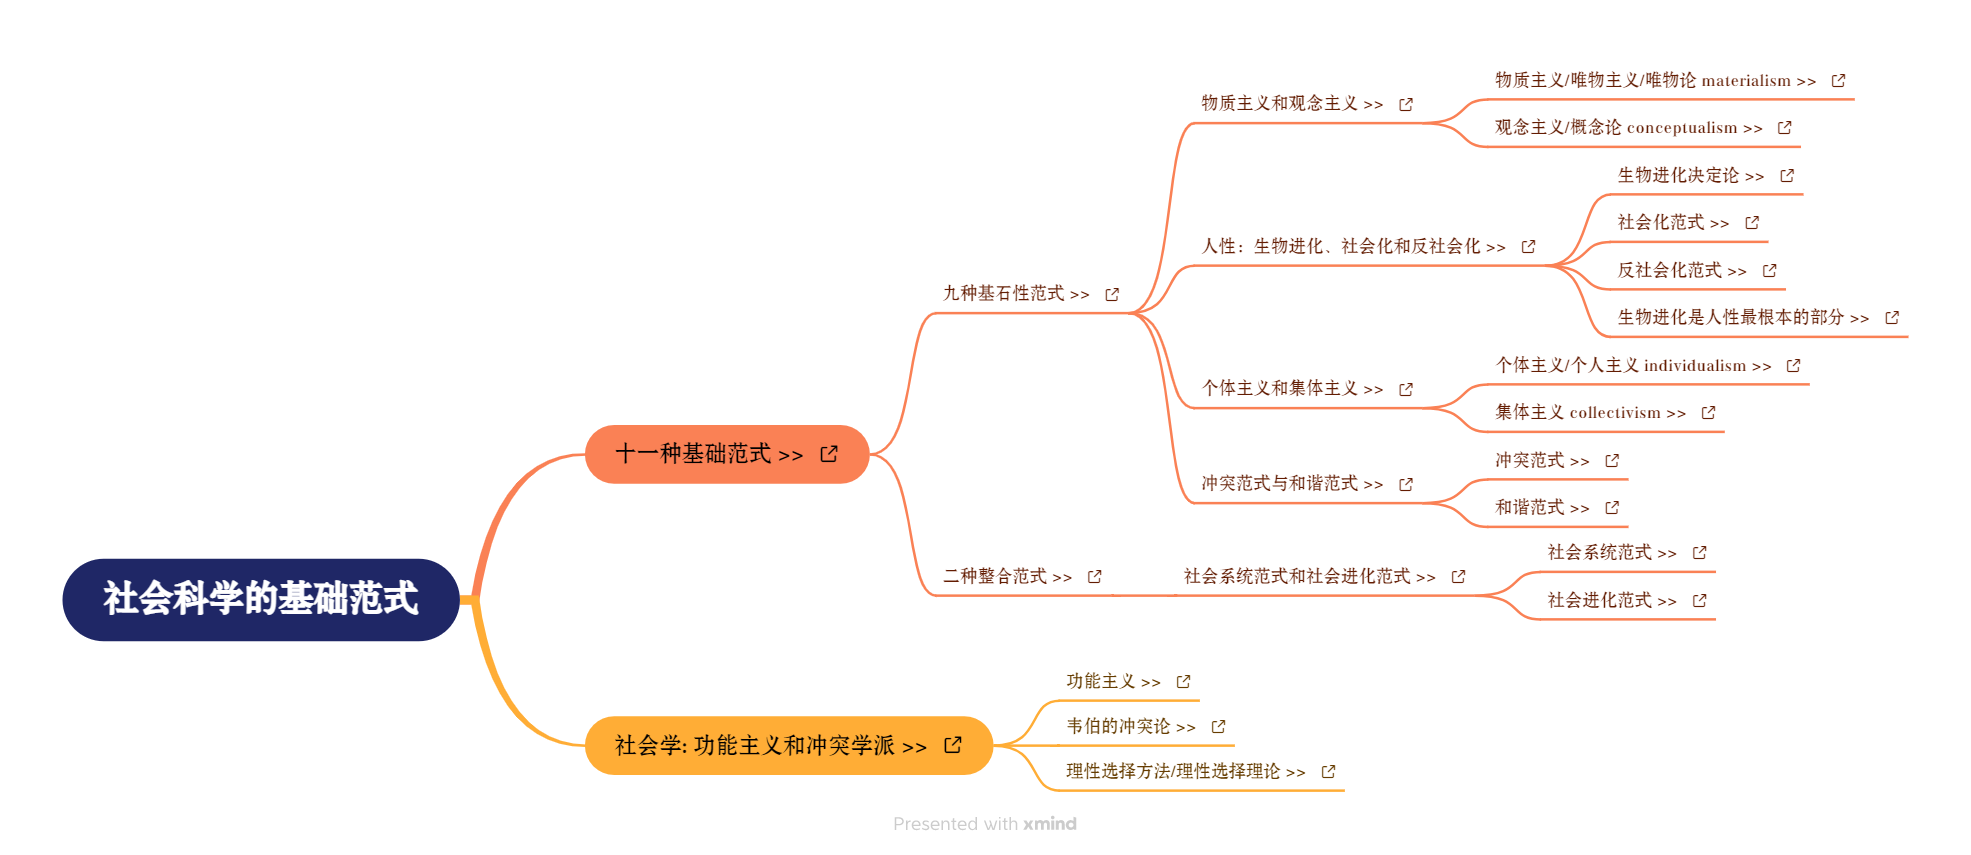 社会科学的基础范式
十一种基础范式 >>
九种基石性范式 >>
物质主义和观念主义 >>
物质主义/唯物主义/唯物论 materialism >>
观念主义/概念论 conceptualism >>
人性：生物进化、社会化和反社会化 >>
生物进化决定论 >>
社会化范式 >>
反社会化范式 >>
生物进化是人性最根本的部分 >>
个体主义和集体主义 >>
个体主义/个人主义 individualism >>
集体主义 collectivism >>
冲突范式与和谐范式 >>
冲突范式 >>
和谐范式 >>
二种整合范式 >>
社会系统范式和社会进化范式 >>
社会系统范式 >>
社会进化范式 >>
社会学: 功能主义和冲突学派 >>
功能主义 >>
韦伯的冲突论 >>
理性选择方法/理性选择理论 >>
Presented with xmind